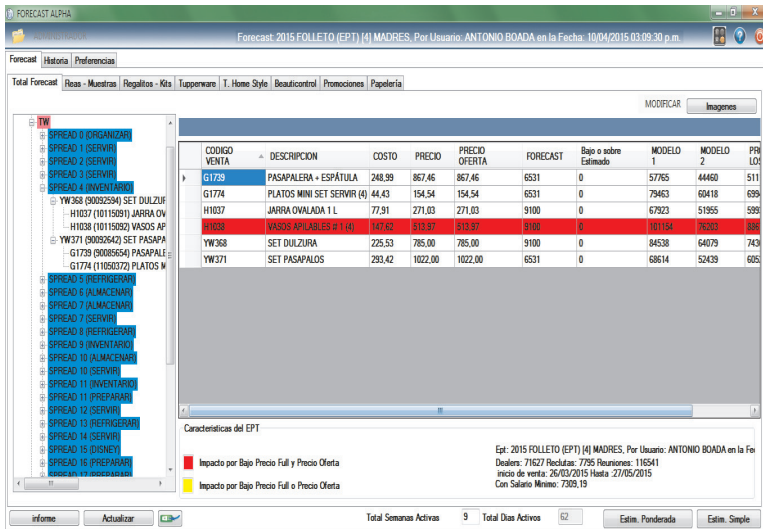 FORECAST ALPHA
ADMINISTRADOR
Forecast: 2015 FOLLETO (EPT) [4] MADRES, Por Usuario: ANTONIO BOADA en la Fecha: 10/04/2015 03:09:30 p.m.
Forecast Historia Preferencias
Total Forecast Reas - Muestras Regalitos - Kits Tupperware T. Home Style Beauticontrol Promociones Papelería
MODIFICAR Imagenes
TW
SPREAD 0 (ORGANIZAR)
SPREAD 1 (SERVIR)
SPREAD 2 (SERVIR)
SPREAD 3 (SERVIR)
SPREAD 4 (INVENTARIO)
YW368 (90092594) SET DULZUF
H1037 (10115091) JARRA OV
H1038 (10115092) VASOS AP
YW371 (90092642) SET PASAPA
G1739 (90085654) PASAPALE
G1774 (11050372) PLATOS M
SPREAD 5 (REFRIGERAR)
SPREAD 6 (ALMACENAR)
SPREAD 7 (ALMACENAR)
SPREAD 7 (SERVIR)
SPREAD 8 (REFRIGERAR)
SPREAD 9 (INVENTARIO)
SPREAD 10 (ALMACENAR)
SPREAD 10 (SERVIR)
SPREAD 11 (INVENTARIO)
SPREAD 11 (PREPARAR)
SPREAD 12 (SERVIR)
SPREAD 13 (REFRIGERAR)
SPREAD 14 (SERVIR)
SPREAD 15 (DISNEY)
SPREAD 16 (PREPARAR)
SPREAD 17 (PREPARAR)
CODIGO VENTA DESCRIPCION COSTO PRECIO PRECIO OFERTA FORECAST Bajo o sobre Estimado MODELO 1 MODELO 2
G1739 PASAPALERA + ESPÁTULA 248,99 867,46 867,46 6531 0 57765 44460 511
G1774 PLATOS MINI SET SERVIR (4) 44,43 154,54 154,54 6531 0 79463 60418 699
H1037 JARRA OVALADA 1 L 77,91 271,03 271,03 9100 0 67923 51955 599
H1038 VASOS APILABLES # 1 (4) 147,62 513,97 513,97 9100 0 101154 76203
YW368 SET DULZURA 225,53 785,00 785,00 9100 0 84538 64079 743
YW371 SET PASAPALOS 293,42 1022,00 1022,00 6531 0 68614 52439 605
Caracteristicas del EPT
Impacto por Bajo Precio Full y Precio Oferta
Impacto por Bajo Precio Full o Precio Oferta
Ept: 2015 FOLLETO (EPT) [4] MADRES, Por Usuario: ANTONIO BOADA en la Fe
Dealers: 71627 Reclutas: 7795 Reuniones: 116541
inicio de venta: 26/03/2015 Hasta :27/05/2015
Con Salario Minimo: 7309,19
informe Actualizar Total Semanas Activas 9 Total Dias Activos 62 Estim. Ponderada Estim. Simple